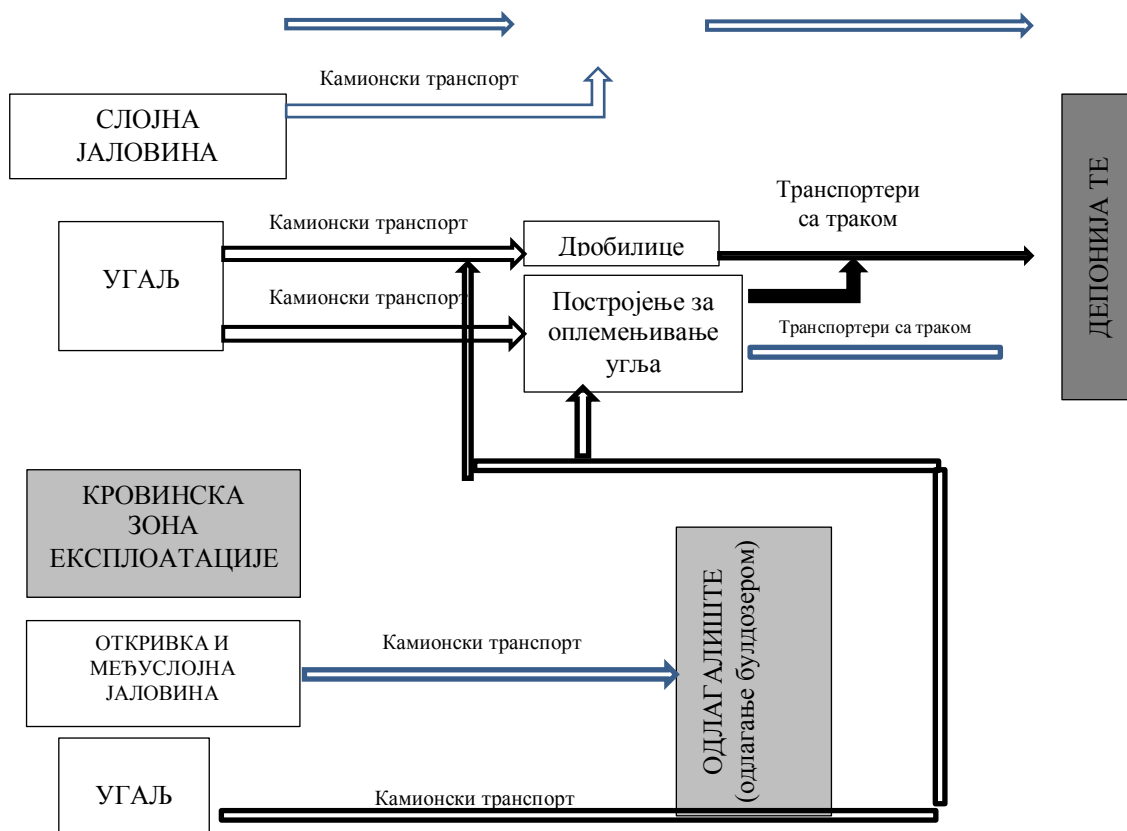 Камионски транспорт
СЛОЈНА
ЈАЛОВИНА
Транспортери
са траком
ДЕПОНИЈА ТЕ
Камионски транспорт
Дробилице
УГАЉ
Камионски транспорт
Постројење за
оплемењивање
угља
Транспортери са траком
КРОВИНСКА
ЗОНА
ЕКСПЛОАТАЦИЈЕ
ОТКРИВКА И
МЕЂУСЛОЈНА
ЈАЛОВИНА
Камионски транспорт
ОДЛАГАЛИШТЕ
(одлагање булдозером)
УГАЉ
Камионски транспорт